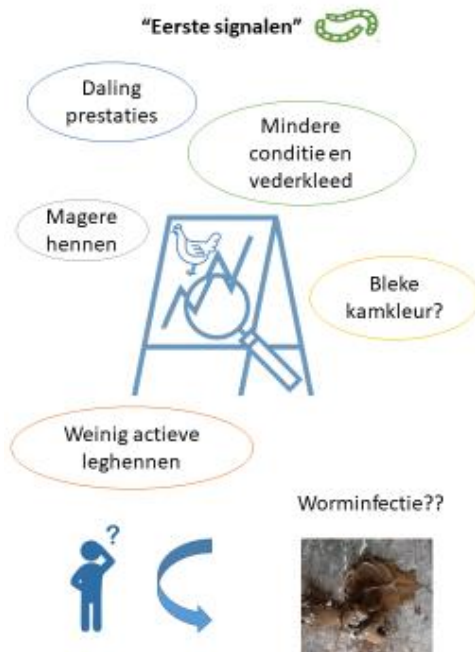 “Eerste signalen”
Daling
prestaties
Mindere
conditie en
vederkleed
Magere
hennen
Bleke
kamkleur?
Weinig actieve
leghennen
Worminfectie??
?